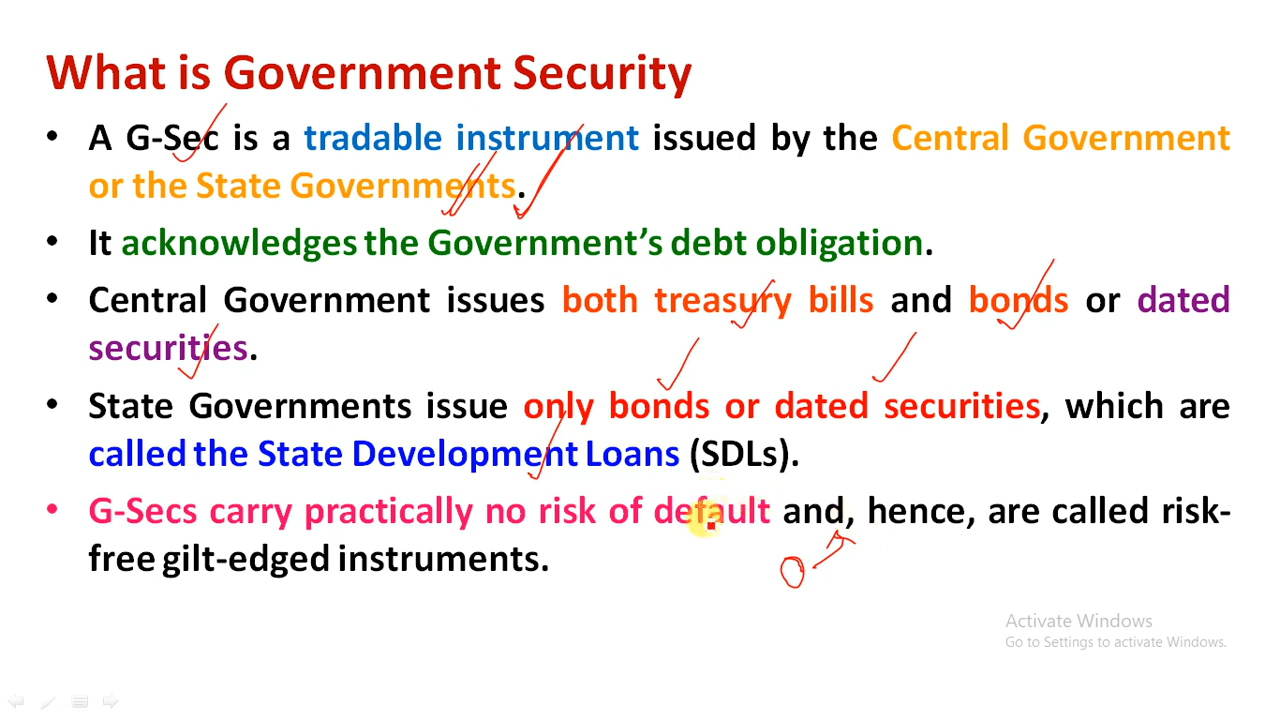 What is Government Security
• A G-Sec is a tradable instrument issued by the Central Government
or the State Governments.
• It acknowledges the Government's debt obligation.
• Central Government issues both treasury bills and bonds or dated
securities.
• State Governments issue only bonds or dated securities, which are
called the State Development Loans (SDLs).
• G-Secs carry practically no risk of default and, hence, are called risk-
free gilt-edged instruments.
Activate Windows
Go to Settings to activate Windows.